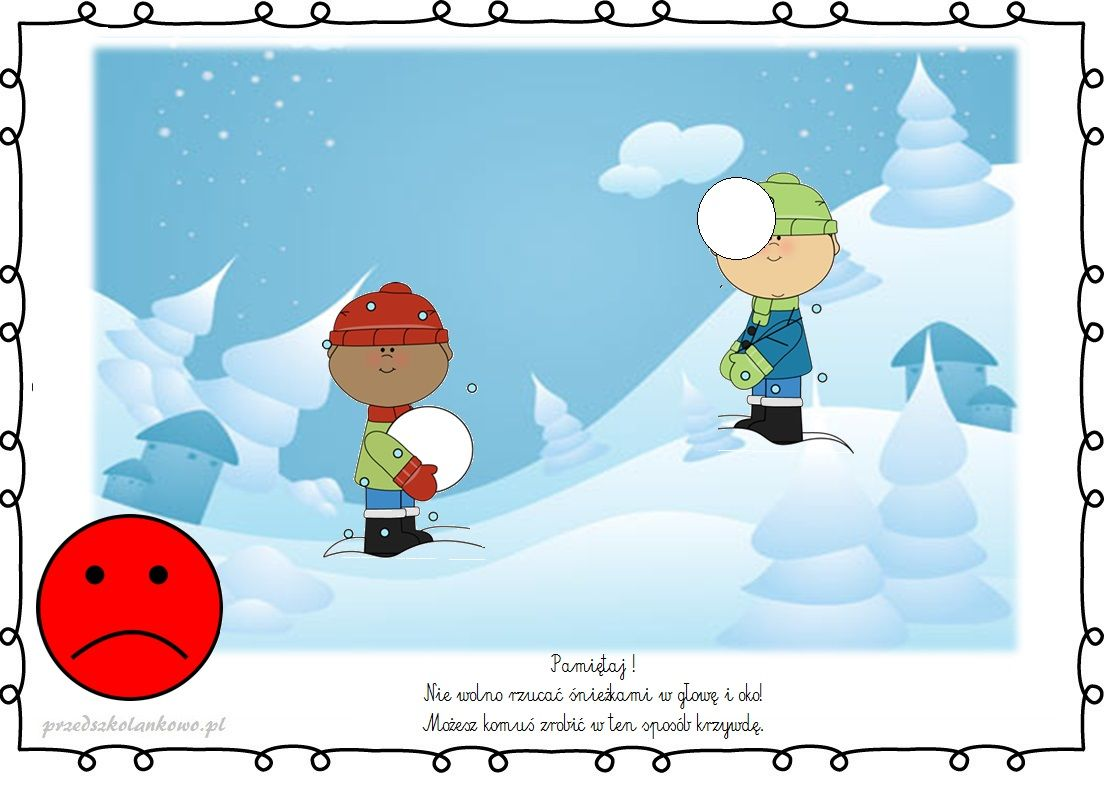 Pamiętaj !
Nie wolno rzucać śnieżkami w głowę i oko!
Możesz komuś zrobić w ten sposób krzywdę.
przedszkolankowo.pl